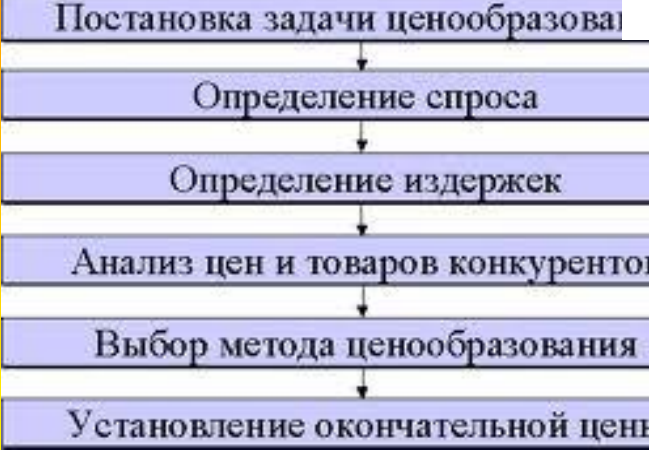 Постановка задачи ценообразова
Определение спроса
Определение издержек
Анализ цен и товаров конкуренто
Выбор метода ценообразования
Установление окончательной цен